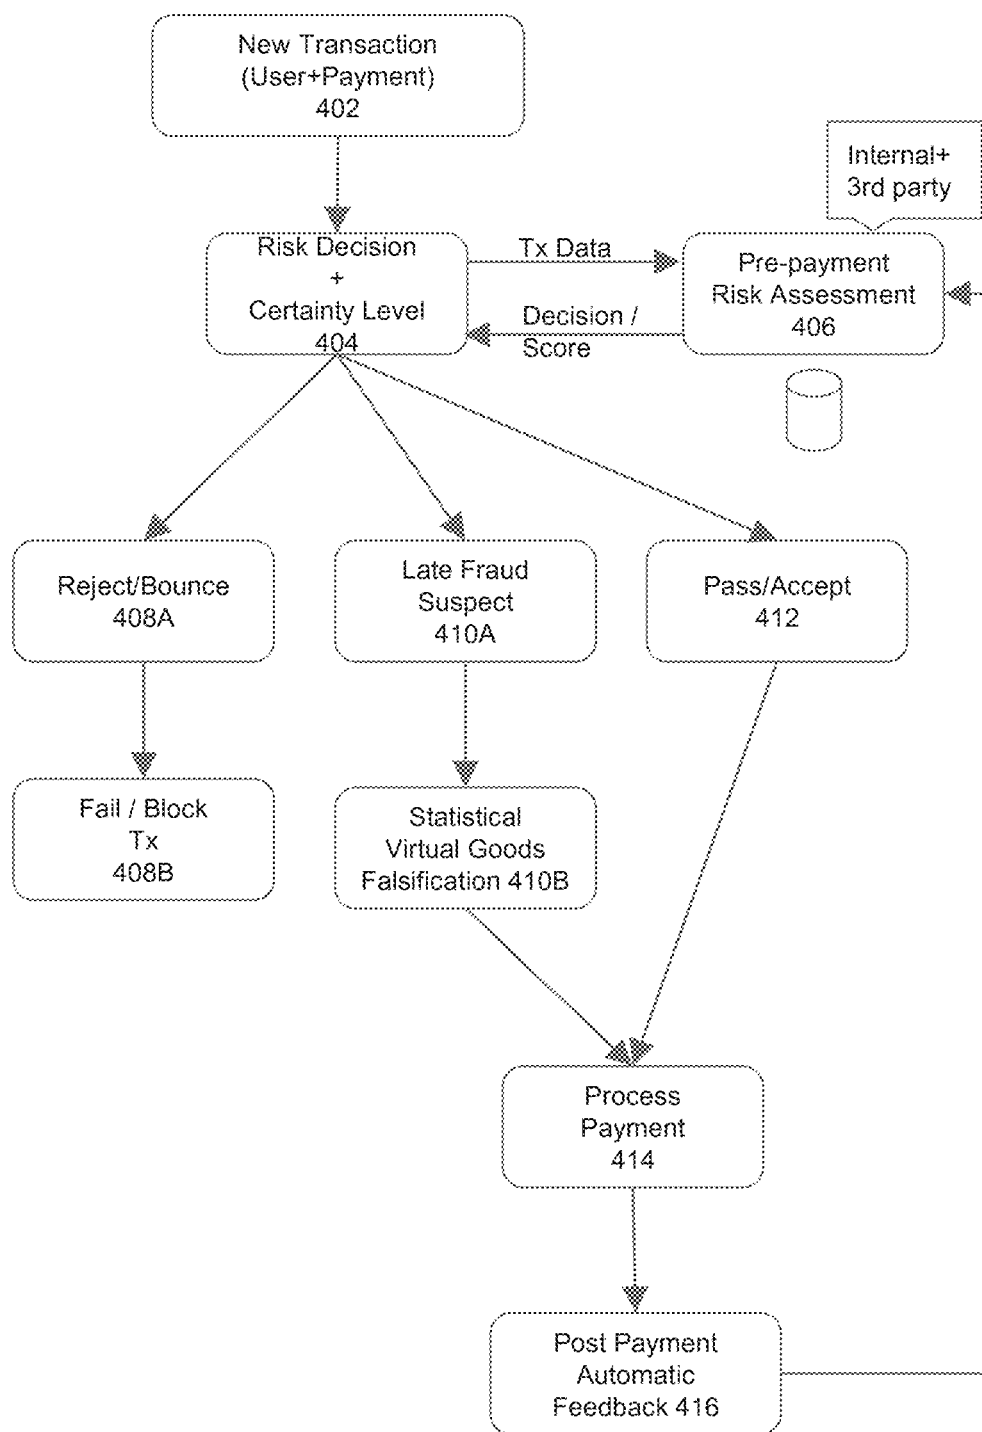 New Transaction
(User+Payment)
402
Internal+
3rd party
Risk Decision
+
Certainty Level
404
Tx Data
Decision /
Score
Pre-payment
Risk Assessment
406
Reject/Bounce
408A
Late Fraud
Suspect
410A
Pass/Accept
412
Fail / Block
Tx
408B
Statistical
Virtual Goods
Falsification 410B
Process
Payment
414
Post Payment
Automatic
Feedback 416